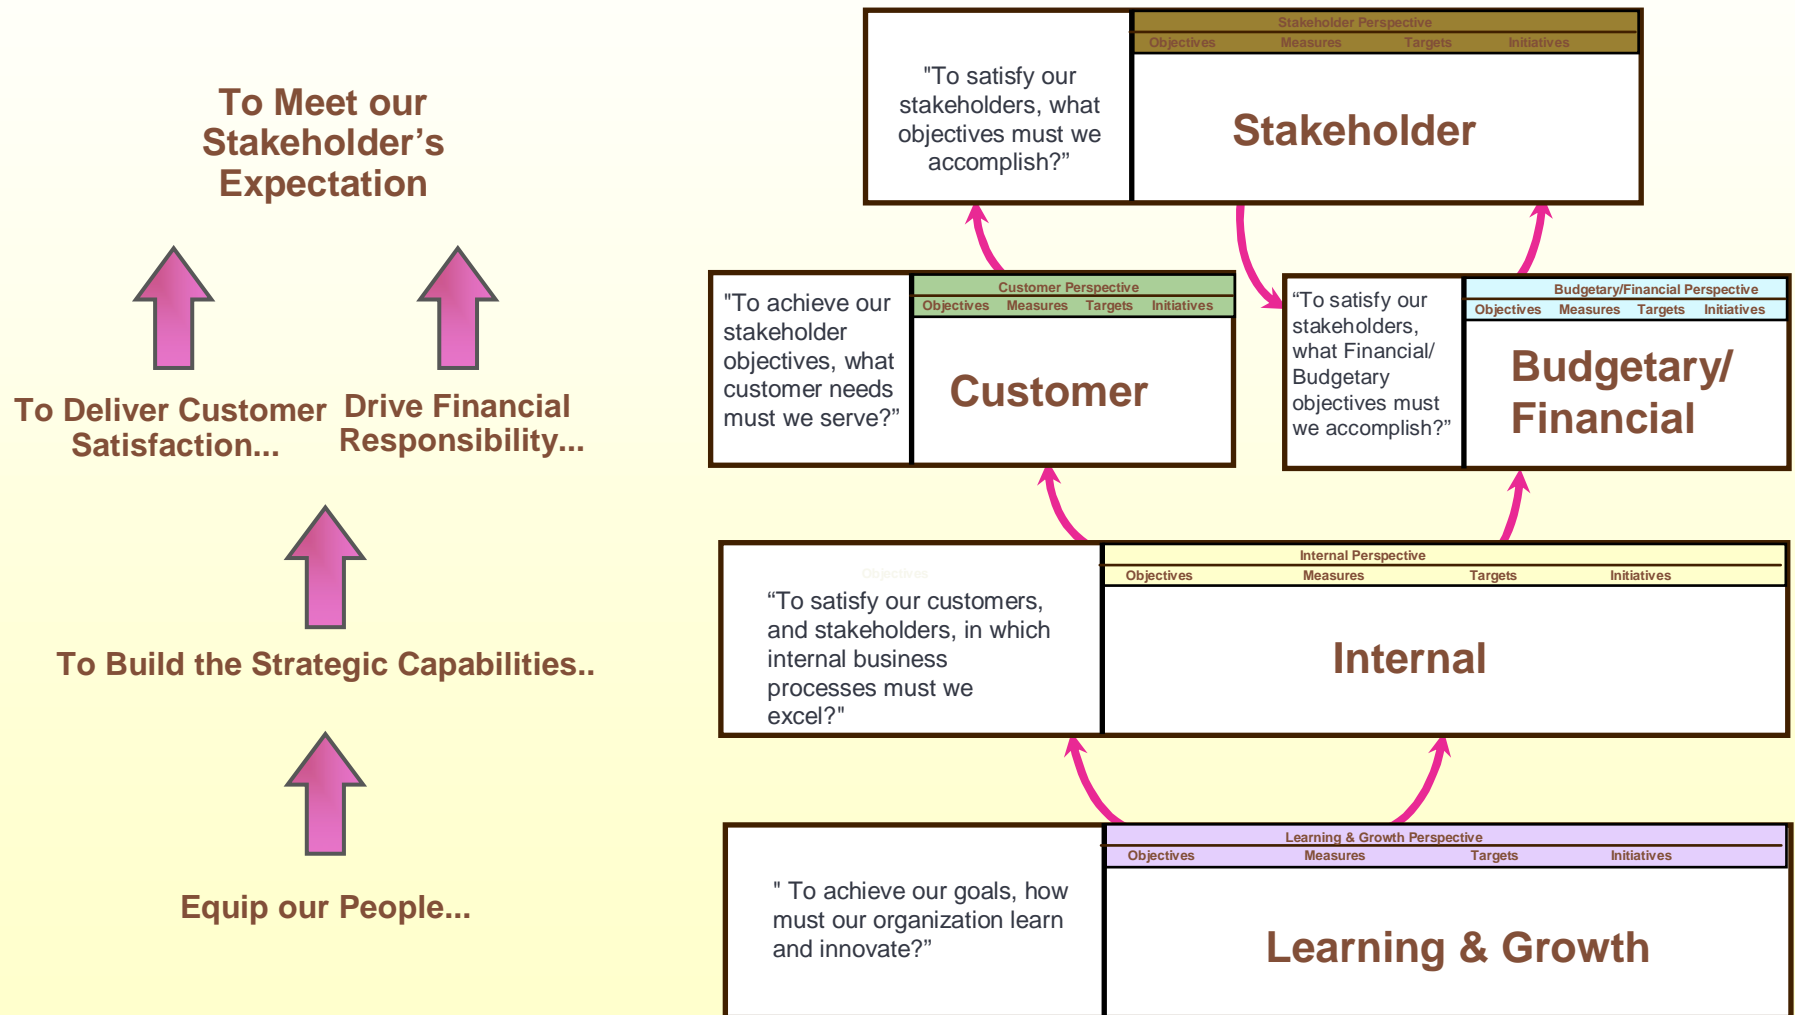 To Meet our
Stakeholder’s
Expectation
To Deliver Customer
Satisfaction...
Drive Financial
Responsibility...
To Build the Strategic Capabilities..
Equip our People...
"To satisfy our
stakeholders, what
objectives must we
accomplish?”
Stakeholder Perspective
Objectives Measures Targets Initiatives
Stakeholder
"To achieve our
stakeholder
objectives, what
customer needs
must we serve?”
Customer Perspective
Objectives Measures Targets Initiatives
Customer
“To satisfy our
stakeholders,
what Financial/
Budgetary
objectives must
we accomplish?”
Budgetary/Financial Perspective
Objectives Measures Targets Initiatives
Budgetary/
Financial
Objectives
“To satisfy our customers,
and stakeholders, in which
internal business
processes must we
excel?"
Internal Perspective
Objectives Measures Targets Initiatives
Internal
" To achieve our goals, how
must our organization learn
and innovate?”
Learning & Growth Perspective
Objectives Measures Targets Initiatives
Learning & Growth